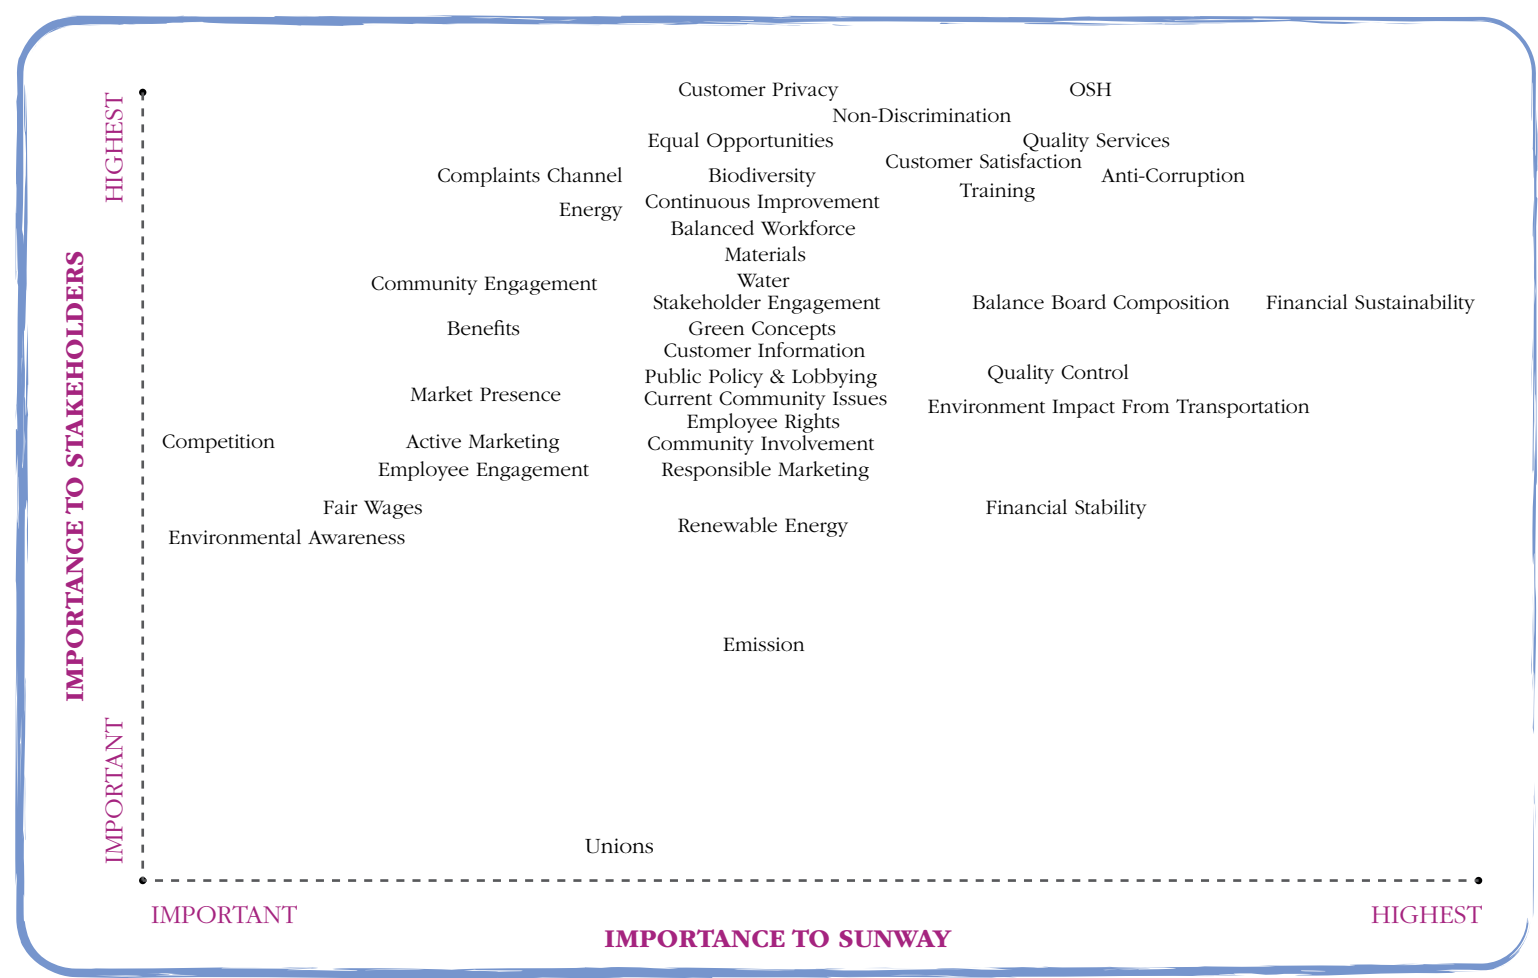 Customer Privacy
OSH
HIGHEST
Non-Discrimination
Equal Opportunities
Quality Services
Customer Satisfaction
Complaints Channel
Biodiversity
Anti-Corruption
Training
Continuous Improvement
Energy
Balanced Workforce
Materials
Water
Community Engagement
Stakeholder Engagement
Balance Board Composition
Financial Sustainability
Benefits
Green Concepts
Customer Information
Quality Control
Public Policy & Lobbying
Market Presence
Current Community Issues
Environment Impact From Transportation
Employee Rights
IMPORTANCE TO STAKEHOLDERS
Competition
Active Marketing
Community Involvement
Employee Engagement
Responsible Marketing
Fair Wages
Financial Stability
Renewable Energy
Environmental Awareness
Emission
IMPORTANT
Unions
IMPORTANT
HIGHEST
IMPORTANCE TO SUNWAY